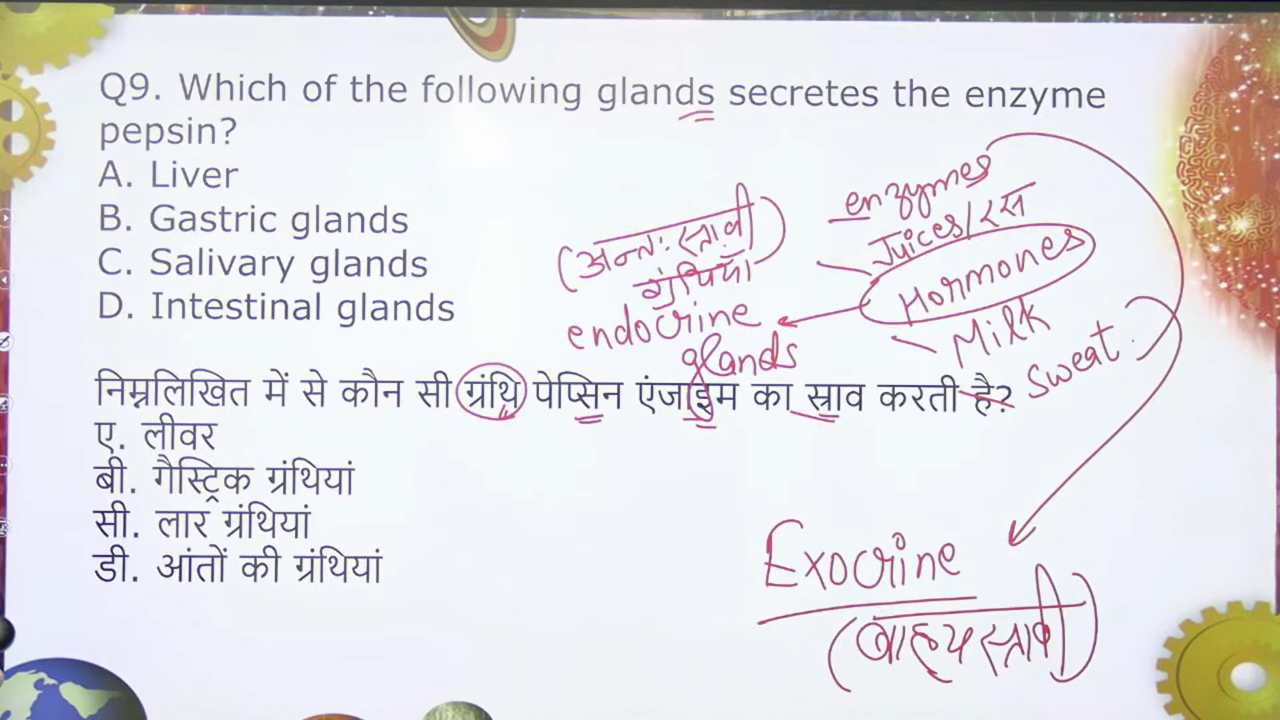 Q9. Which of the following glands secretes the enzyme
pepsin?
A. Liver
B. Gastric glands
C. Salivary glands
D. Intestinal glands
enzymes
Juices/रस
Hormones
Milk
Sweat
(अन्तः स्त्रावी)
ग्रंथियाँ
endocrine
glands
निम्नलिखित में से कौन सी ग्रंथि पेप्सिन एंजाइम का स्राव करती है?
ए. लीवर
बी. गैस्ट्रिक ग्रंथियां
सी. लार ग्रंथियां
डी. आंतों की ग्रंथियां
Exocrine
(बाह्य स्त्रावी)